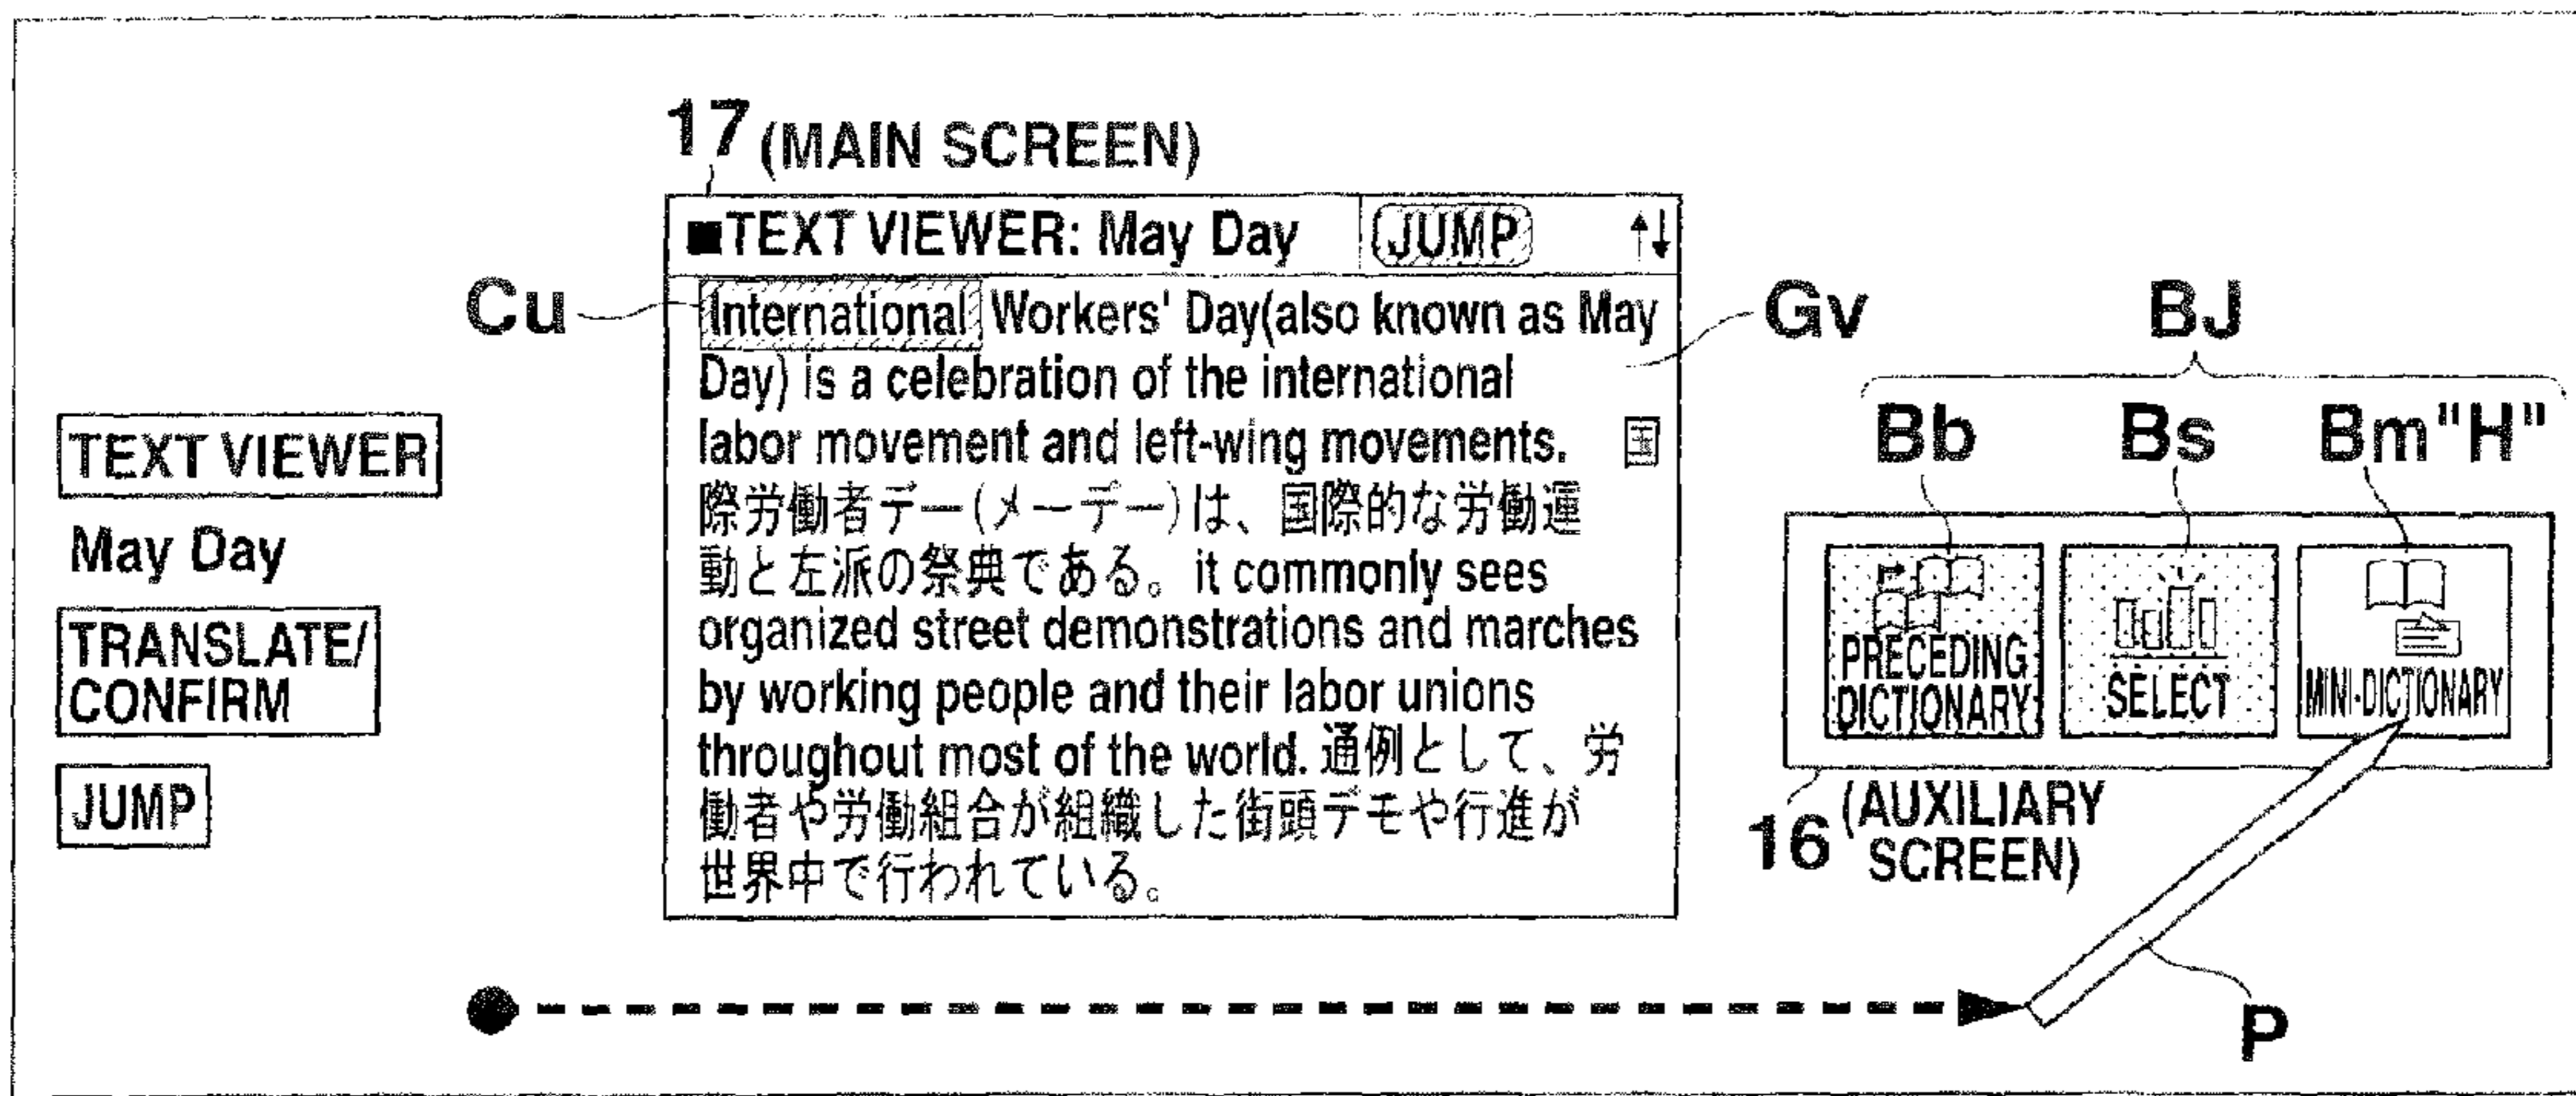 17 (MAIN SCREEN)
■TEXT VIEWER: May Day JUMP ↑↓
Cu
International Workers' Day(also known as May
Day) is a celebration of the international
labor movement and left-wing movements. 国
際労働者デー(メーデー)は、国際的な労働運
動と左派の祭典である。 it commonly sees
organized street demonstrations and marches
by working people and their labor unions
throughout most of the world. 通例として、労
働者や労働組合が組織した街頭デモや行進が
世界中で行われている。
Gv
TEXT VIEWER
May Day
TRANSLATE/
CONFIRM
JUMP
BJ
Bb Bs Bm"H"
PRECEDING
DICTIONARY
SELECT
MINI-DICTIONARY
16 (AUXILIARY
SCREEN)
P